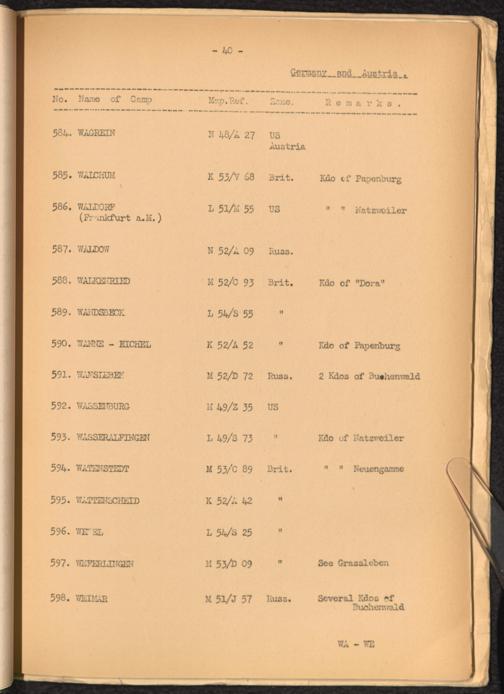 - 40 -
Germany and Austria.
No. Name of Camp Map.Ref. Zone. Remarks.
584. WAGREIN N 48/A 27 US
Austria
585. WALCHUM K 53/V 68 Brit. Kdo of Papenburg
586. WALDORF L 51/M 55 US " " Natzweiler
(Frankfurt a.M.)
587. WALDOW N 52/A 09 Russ.
588. WALKENRIED M 52/C 93 Brit. Kdo of "Dora"
589. WANDSBECK L 54/S 55 "
590. WANNE - EICHEL K 52/A 52 " Kdo of Papenburg
591. WANSLEBEN M 52/D 72 Russ. 2 Kdos of Buchenwald
592. WASSENBURG M 49/Z 35 US
593. WASSERALFINGEN L 49/S 73 " Kdo of Natzweiler
594. WATENSTEDT M 53/C 89 Brit. " " Neuengamme
595. WATTENSCHEID K 52/A 42 "
596. L 54/S 25 "
597. WEFERLINGEN M 53/D 09 " See Grassleben
598. WEIMAR M 51/J 57 Russ. Several Kdos of
Buchenwald
WA - WE